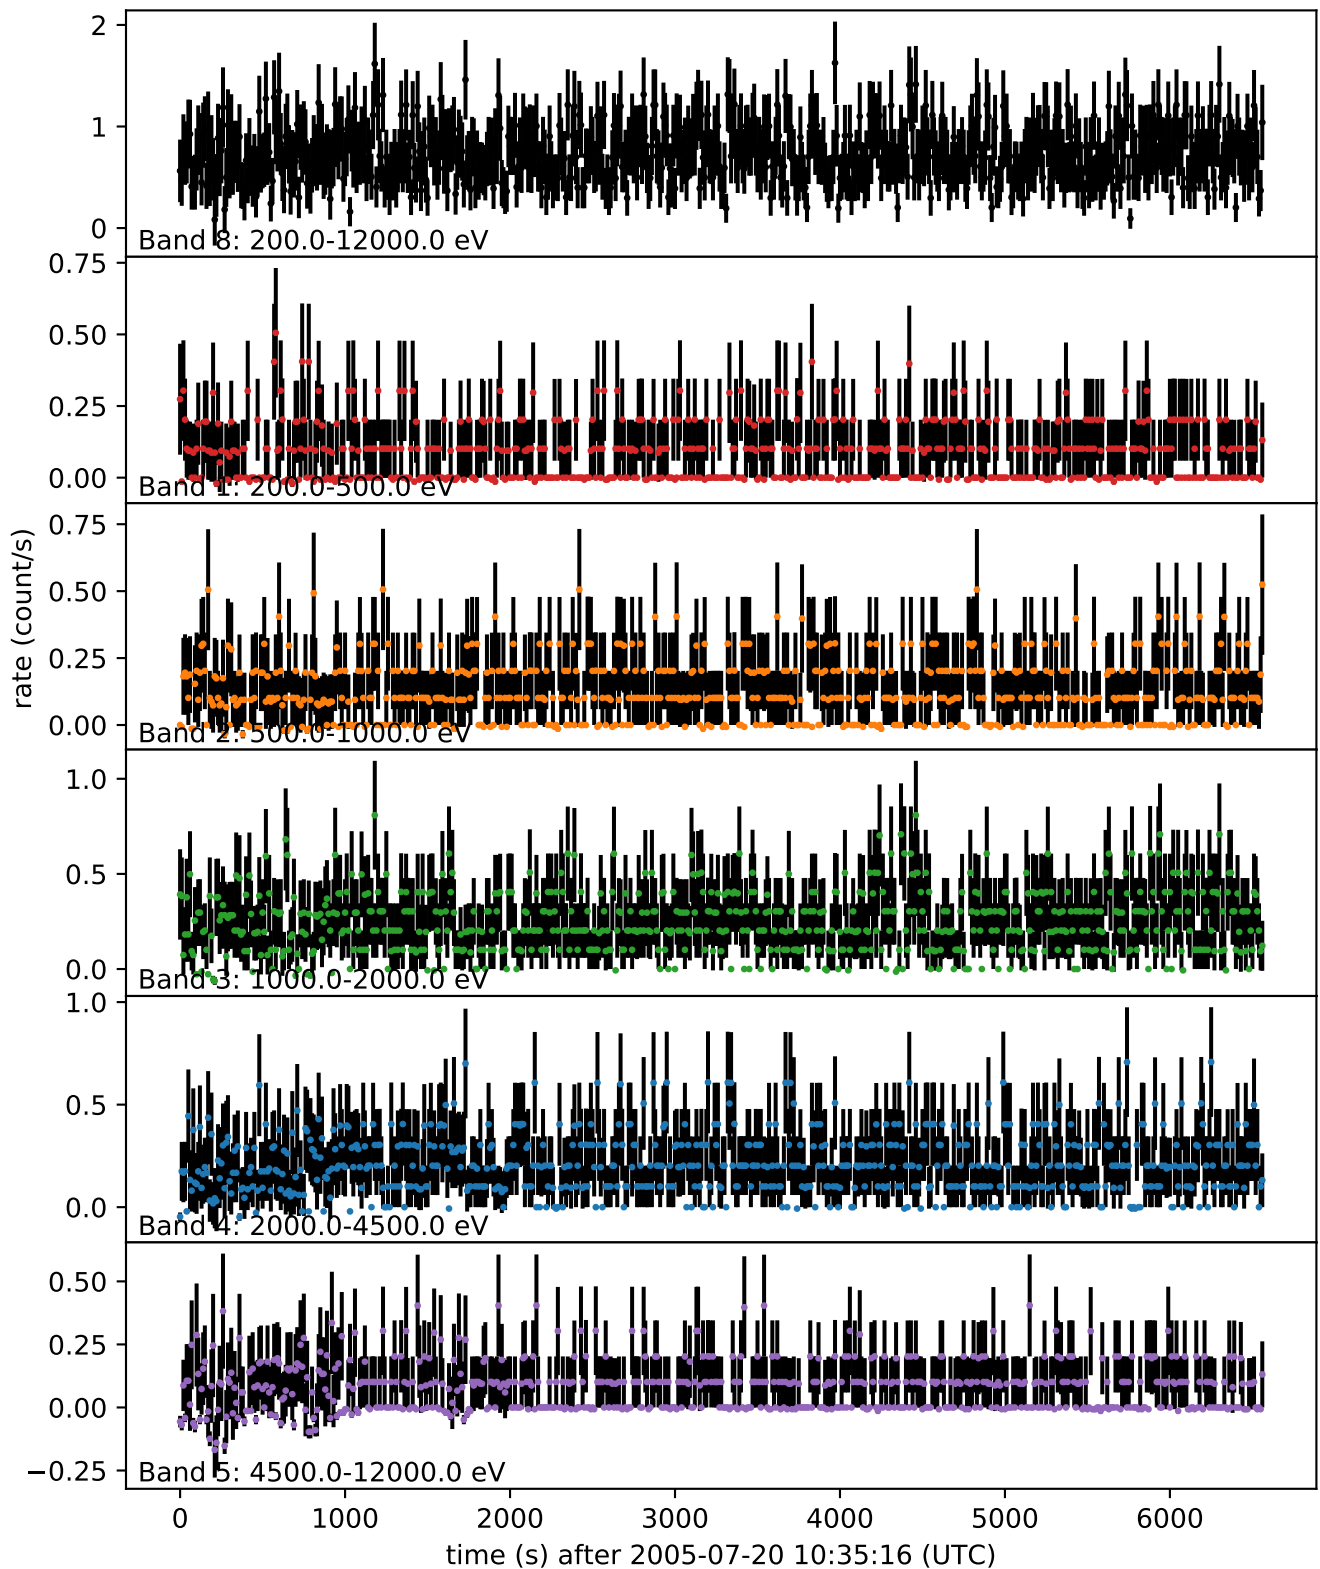 2
1
0
Band 8: 200.0-12000.0 eV
0.75
0.50
0.25
0.00
Band 1: 200.0-500.0 eV
rate (count/s)
0.75
0.50
0.25
0.00
Band 2: 500.0-1000.0 eV
1.0
0.5
0.0
Band 3: 1000.0-2000.0 eV
1.0
0.5
0.0
Band 4: 2000.0-4500.0 eV
0.50
0.25
0.00
−0.25
Band 5: 4500.0-12000.0 eV
0 1000 2000 3000 4000 5000 6000
time (s) after 2005-07-20 10:35:16 (UTC)